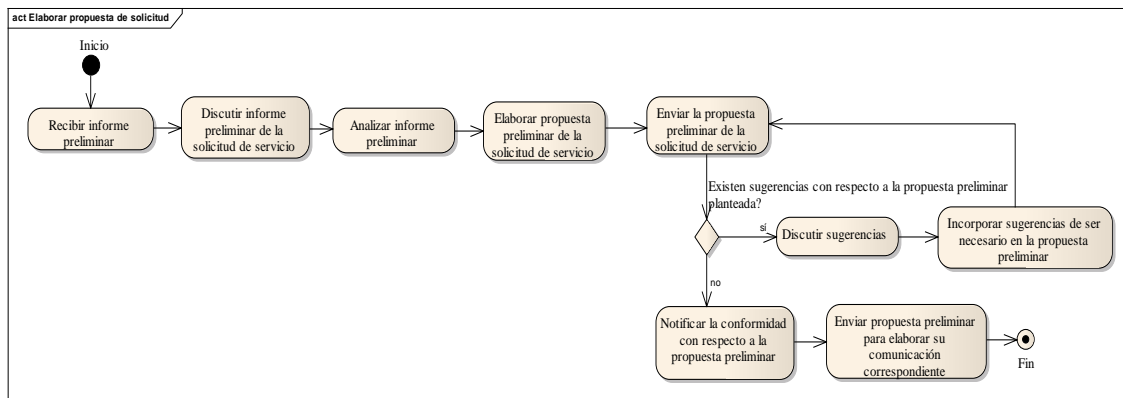 act Elaborar propuesta de solicitud
Inicio
Recibir informe
preliminar
Discutir informe
preliminar de la
solicitud de servicio
Analizar informe
preliminar
Elaborar propuesta
preliminar de la
solicitud de servicio
Enviar la propuesta
preliminar de la
solicitud de servicio
Existen sugerencias con respecto a la propuesta preliminar
planteada?
sí
Discutir sugerencias
Incorporar sugerencias de ser
necesario en la propuesta
preliminar
no
Notificar la conformidad
con respecto a la
propuesta preliminar
Enviar propuesta preliminar
para elaborar su
comunicación
correspondiente
Fin